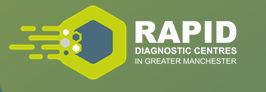 RAPID
DIAGNOSTIC CENTRES
IN GREATER MANCHESTER